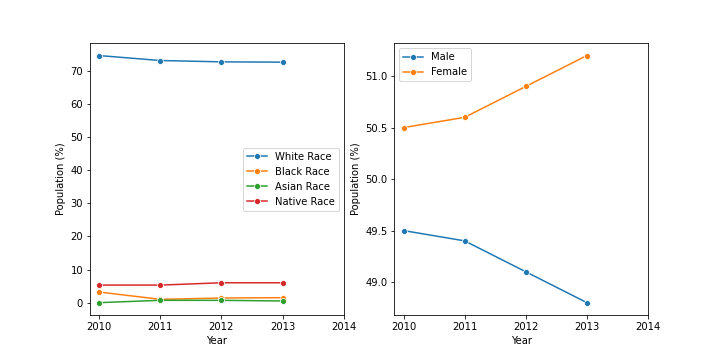 Population (%)
70
60
50
40
30
20
10
0
2010 2011 2012 2013 2014
Year
White Race
Black Race
Asian Race
Native Race
Population (%)
51.0
50.5
50.0
49.5
49.0
2010 2011 2012 2013 2014
Year
Male
Female